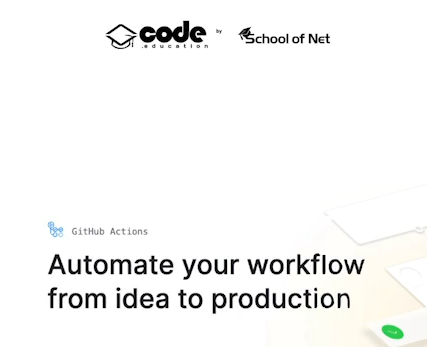 code
.education
by
School of Net
GitHub Actions
Automate your workflow
from idea to production